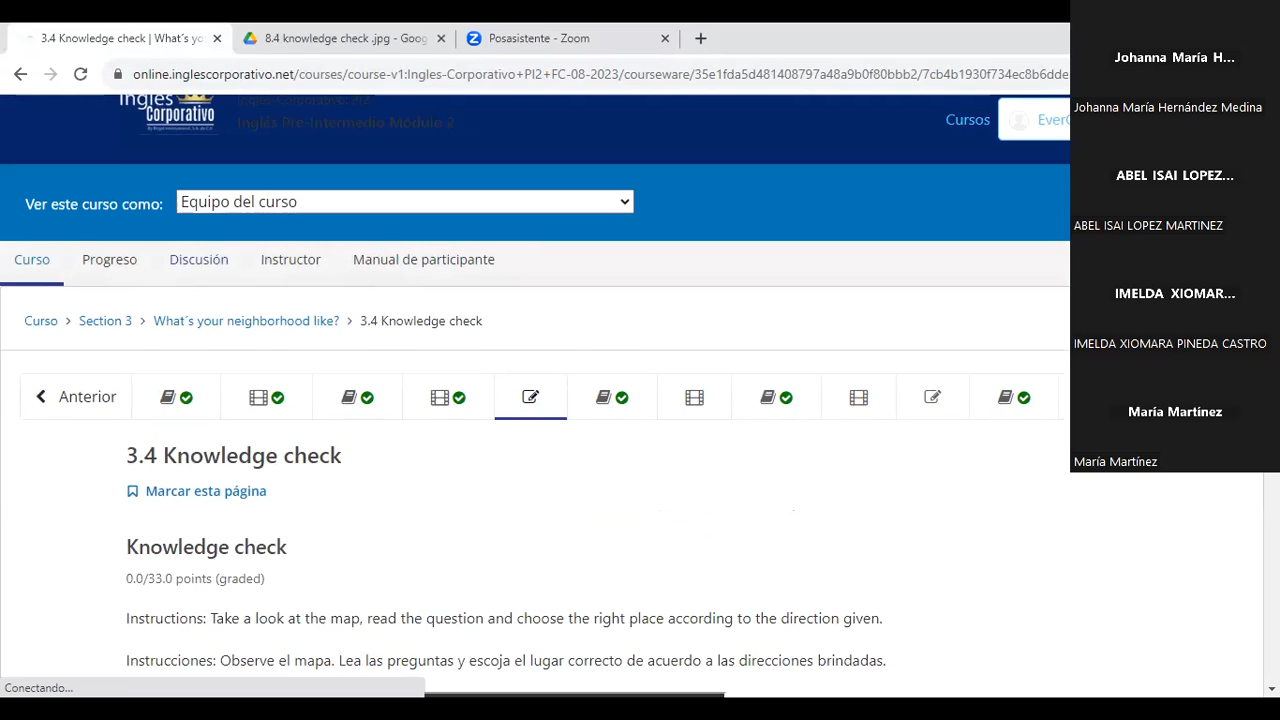 3.4 Knowledge check | What´s yo
8.4 knowledge check .jpg - Goog
Posasistente - Zoom
online.inglescorporativo.net/courses/course-v1:Ingles-Corporativo+PI2+FC-08-2023/courseware/35e1fda5d481408797a48a9b0f80bbb2/7cb4b1930f734ec8b6dde
Inglés
Corporativo
Ingles-Corporativo: PI2
Inglés Pre-Intermedio Módulo 2
Cursos
Ver este curso como:
Equipo del curso
Curso
Progreso
Discusión
Instructor
Manual de participante
Curso > Section 3 > What´s your neighborhood like? > 3.4 Knowledge check
Anterior
3.4 Knowledge check
Marcar esta página
Knowledge check
0.0/33.0 points (graded)
Instructions: Take a look at the map, read the question and choose the right place according to the direction given.
Instrucciones: Observe el mapa. Lea las preguntas y escoja el lugar correcto de acuerdo a las direcciones brindadas.
Conectando...
Johanna María H...
Johanna María Hernández Medina
ABEL ISAI LOPEZ...
ABEL ISAI LOPEZ MARTINEZ
IMELDA XIOMAR...
IMELDA XIOMARA PINEDA CASTRO
María Martínez
María Martínez